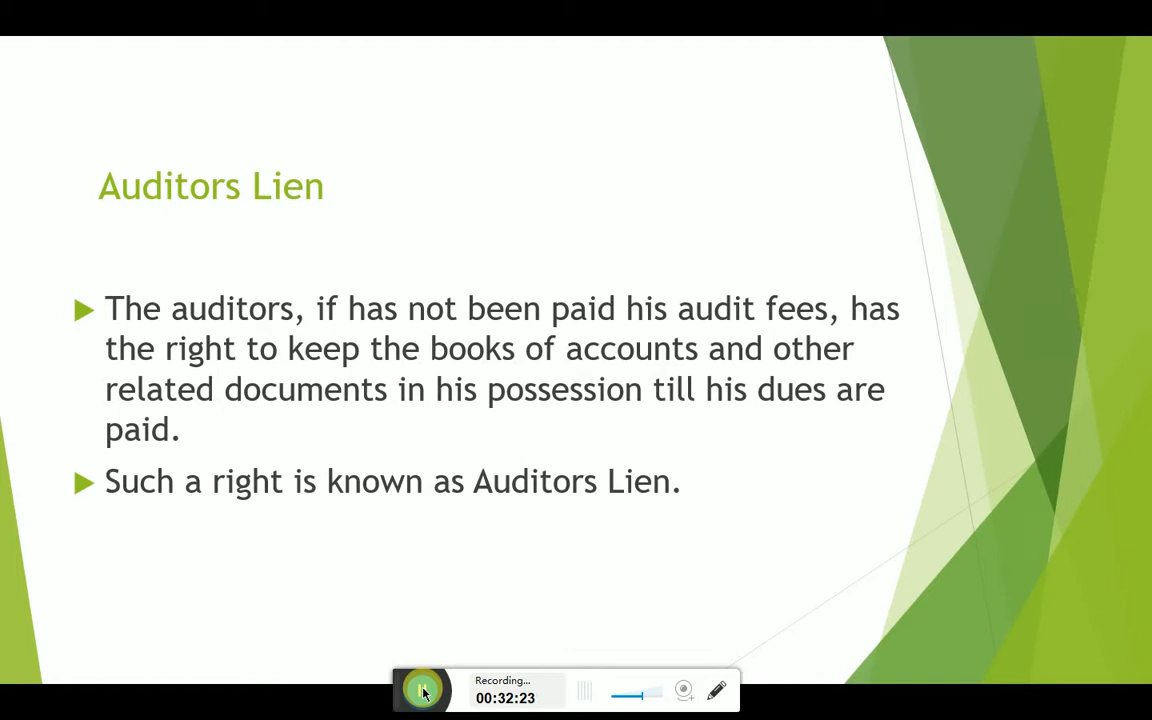 Auditors Lien
The auditors, if has not been paid his audit fees, has
the right to keep the books of accounts and other
related documents in his possession till his dues are
paid.
Such a right is known as Auditors Lien.
Recording...
00:32:23